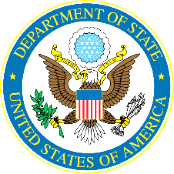 DEPARTMENT OF STATE
UNITED STATES OF AMERICA